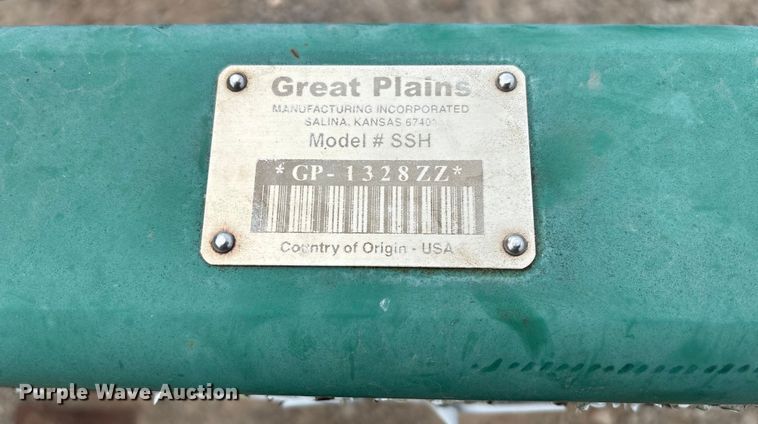 Great Plains
MANUFACTURING INCORPORATED
SALINA, KANSAS 67401
Model # SSH
*GP-1328ZZ*
Country of Origin - USA
Purple Wave Auction